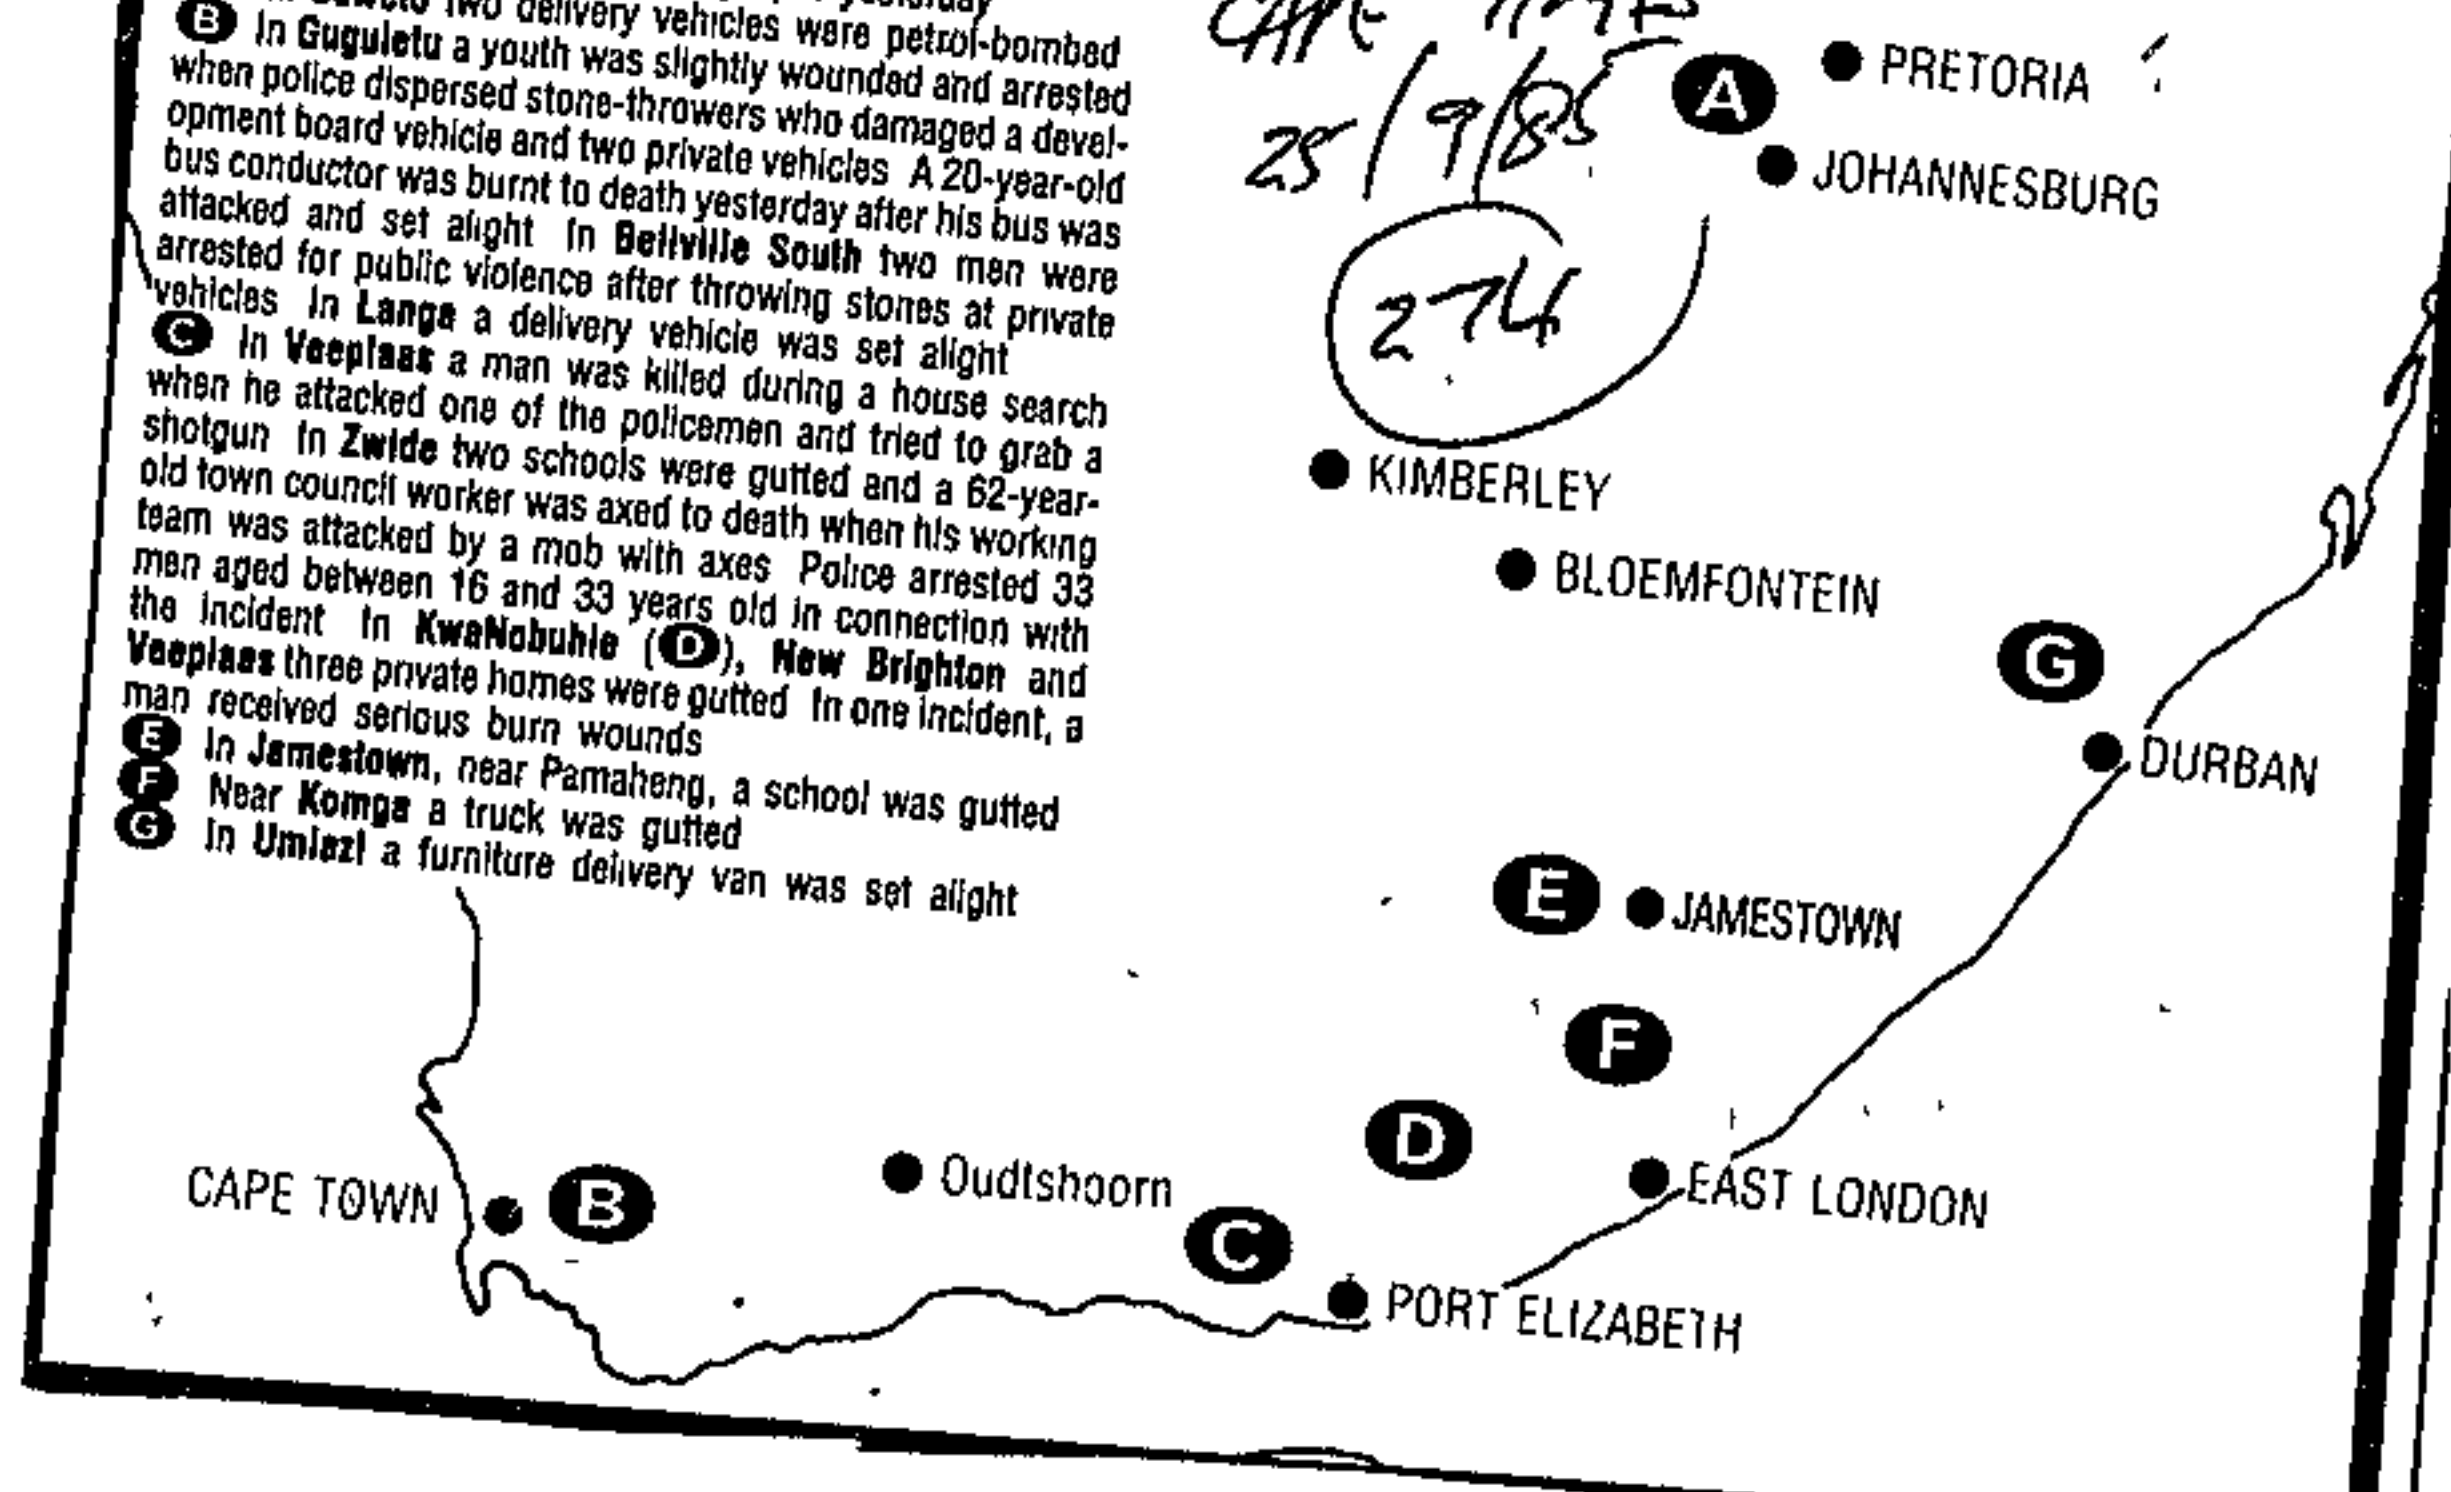 yesterday
two delivery vehicles were petrol-bombed
B In Guguletu a youth was slightly wounded and arrested
when police dispersed stone-throwers who damaged a devel-
opment board vehicle and two private vehicles A 20-year-old
bus conductor was burnt to death yesterday after his bus was
attacked and set alight In Bellville South two men were
arrested for public violence after throwing stones at private
vehicles In Langa a delivery vehicle was set alight
C In Veeplaas a man was killed during a house search
when he attacked one of the policemen and tried to grab a
shotgun In Zwide two schools were gutted and a 62-year-
old town council worker was axed to death when his working
team was attacked by a mob with axes Police arrested 33
men aged between 16 and 33 years old in connection with
the incident In KwaNobuhle (D), New Brighton and
Veeplaas three private homes were gutted In one incident, a
man received serious burn wounds
E In Jamestown, near Pamaheng, a school was gutted
F Near Komga a truck was gutted
G In Umlazi a furniture delivery van was set alight
25/9/85
274
A
PRETORIA
JOHANNESBURG
KIMBERLEY
BLOEMFONTEIN
G
DURBAN
E JAMESTOWN
F
D
CAPE TOWN
B
Oudtshoorn
C
EAST LONDON
PORT ELIZABETH